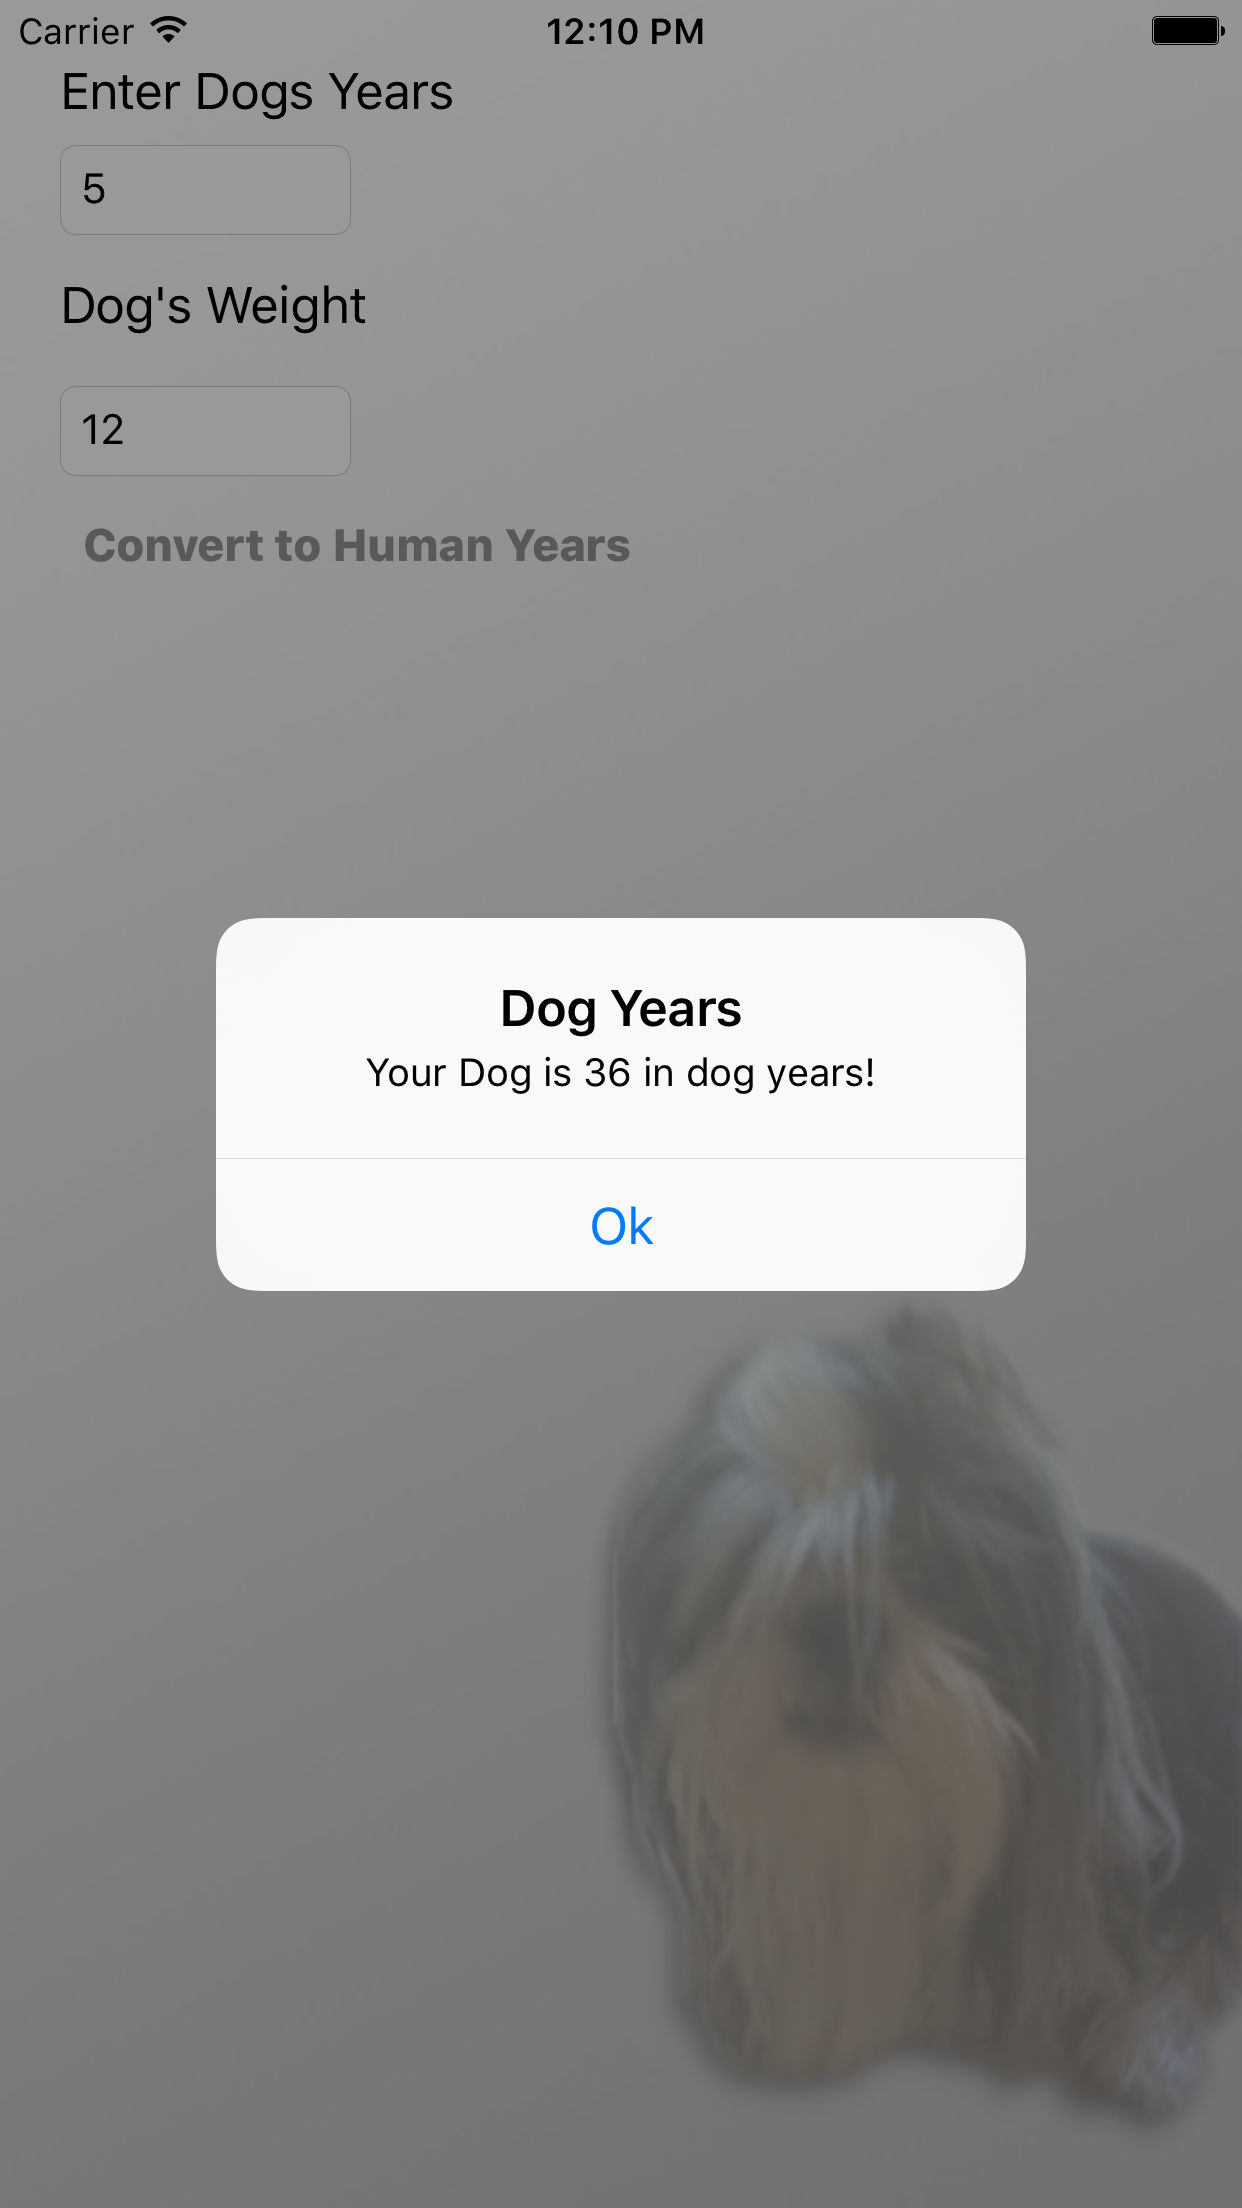 Carrier 12:10 PM
Enter Dogs Years
5
Dog's Weight
12
Convert to Human Years
Dog Years
Your Dog is 36 in dog years!
Ok